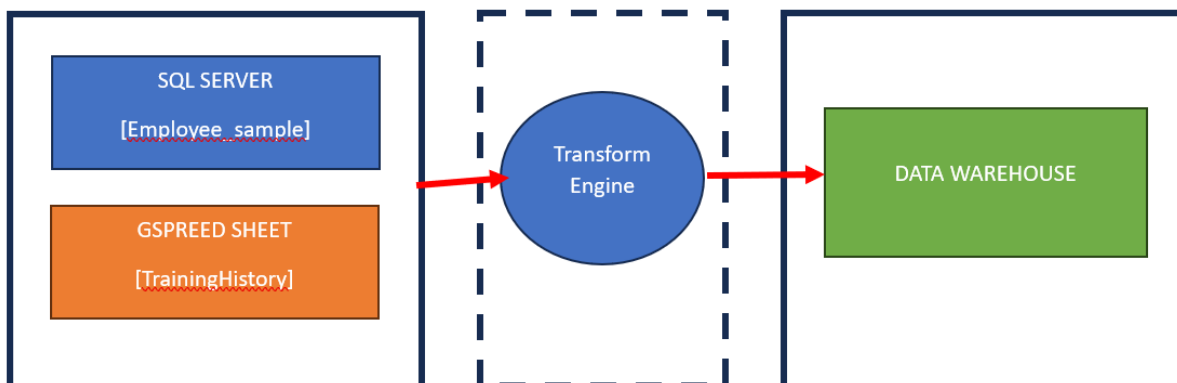 SQL SERVER
[Employee_sample]
GSPREED SHEET
[TrainingHistory]
Transform
Engine
DATA WAREHOUSE